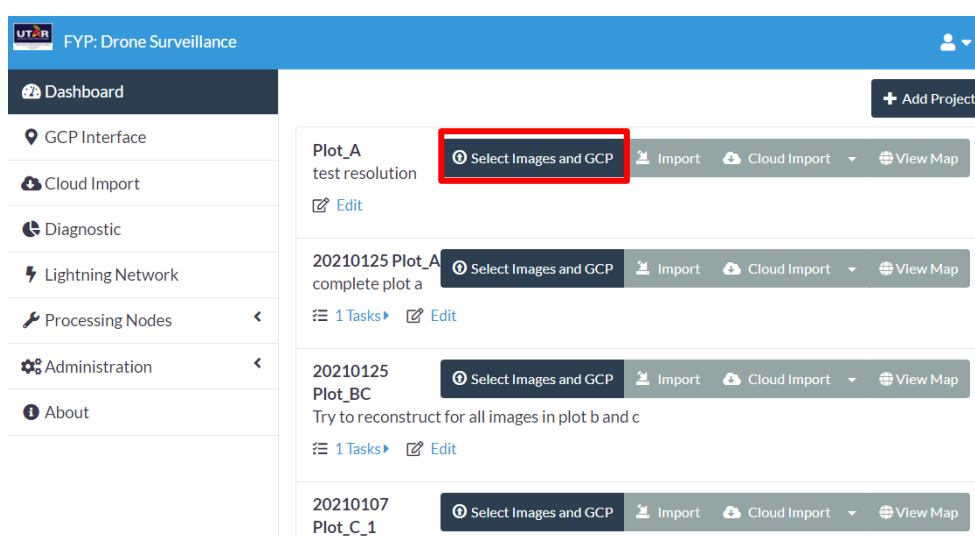 UTAR
FYP: Drone Surveillance
Dashboard
Add Project
GCP Interface
Cloud Import
Diagnostic
Lightning Network
Processing Nodes
Administration
About
Plot_A
test resolution
Edit
Select Images and GCP Import Cloud Import View Map
20210125 Plot_A
complete plot a
1 Tasks Edit
Select Images and GCP Import Cloud Import View Map
20210125
Plot_BC
Try to reconstruct for all images in plot b and c
1 Tasks Edit
Select Images and GCP Import Cloud Import View Map
20210107
Plot_C_1
Select Images and GCP Import Cloud Import View Map